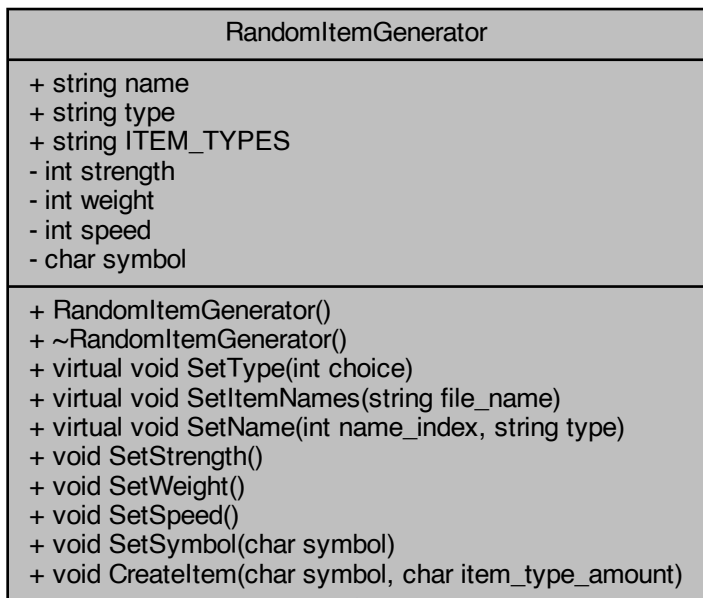 RandomItemGenerator
+ string name
+ string type
+ string ITEM_TYPES
- int strength
- int weight
- int speed
- char symbol
+ RandomItemGenerator()
+ ~RandomItemGenerator()
+ virtual void SetType(int choice)
+ virtual void SetItemNames(string file_name)
+ virtual void SetName(int name_index, string type)
+ void SetStrength()
+ void SetWeight()
+ void SetSpeed()
+ void SetSymbol(char symbol)
+ void CreateItem(char symbol, char item_type_amount)